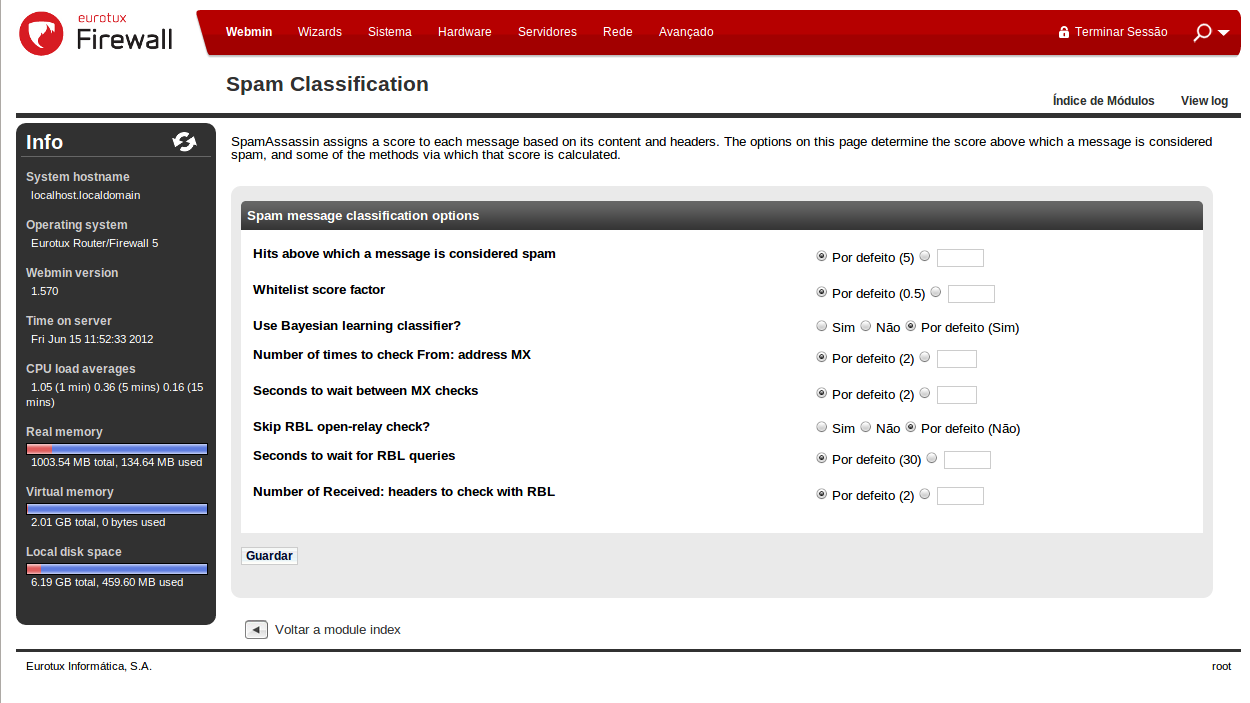 eurotux
Firewall
Webmin Wizards Sistema Hardware Servidores Rede Avançado Terminar Sessão
Spam Classification
Índice de Módulos View log
Info
System hostname
localhost.localdomain
Operating system
Eurotux Router/Firewall 5
Webmin version
1.570
Time on server
Fri Jun 15 11:52:33 2012
CPU load averages
1.05 (1 min) 0.36 (5 mins) 0.16 (15
mins)
Real memory
1003.54 MB total, 134.64 MB used
Virtual memory
2.01 GB total, 0 bytes used
Local disk space
6.19 GB total, 459.60 MB used
SpamAssassin assigns a score to each message based on its content and headers. The options on this page determine the score above which a message is considered
spam, and some of the methods via which that score is calculated.
Spam message classification options
Hits above which a message is considered spam Por defeito (5)
Whitelist score factor Por defeito (0.5)
Use Bayesian learning classifier? Sim Não Por defeito (Sim)
Number of times to check From: address MX Por defeito (2)
Seconds to wait between MX checks Por defeito (2)
Skip RBL open-relay check? Sim Não Por defeito (Não)
Seconds to wait for RBL queries Por defeito (30)
Number of Received: headers to check with RBL Por defeito (2)
Guardar
Voltar a module index
Eurotux Informática, S.A. root